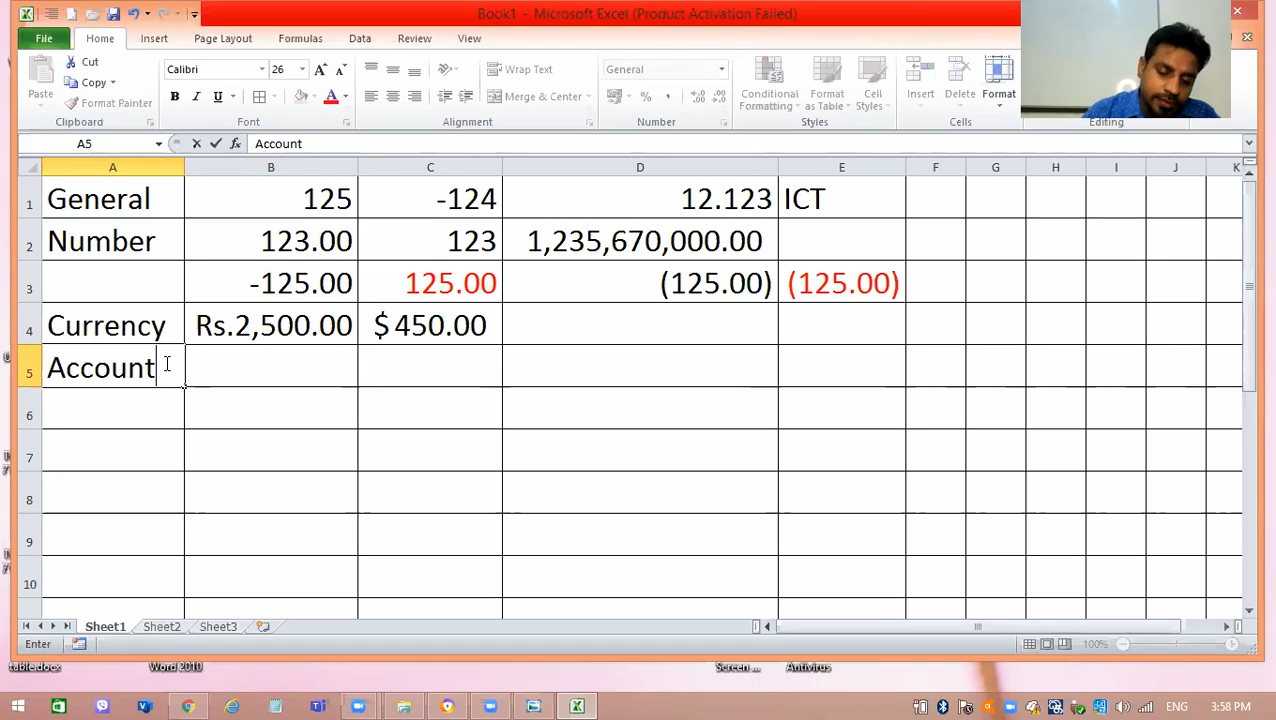 Book1 - Microsoft Excel (Product Activation Failed)
File Home Insert Page Layout Formulas Data Review View
Paste
Cut
Copy
Format Painter
Calibri 26
B I U A
Wrap Text
Merge & Center
General
% ,
Conditional Formatting
Format as Table
Cell Styles
Insert Delete Format
Clipboard Font Alignment Number Styles Cells Editing
A5 fx Account
A B C D E F G H I J K
1 General 125 -124 12.123 ICT
2 Number 123.00 123 1,235,670,000.00
3 -125.00 125.00 (125.00) (125.00)
4 Currency Rs.2,500.00 $ 450.00
5 Account
6
7
8
9
10
Sheet1 Sheet2 Sheet3
Enter 100%
table.docx Word 2010 Screen ... Antivirus
ENG 3:58 PM